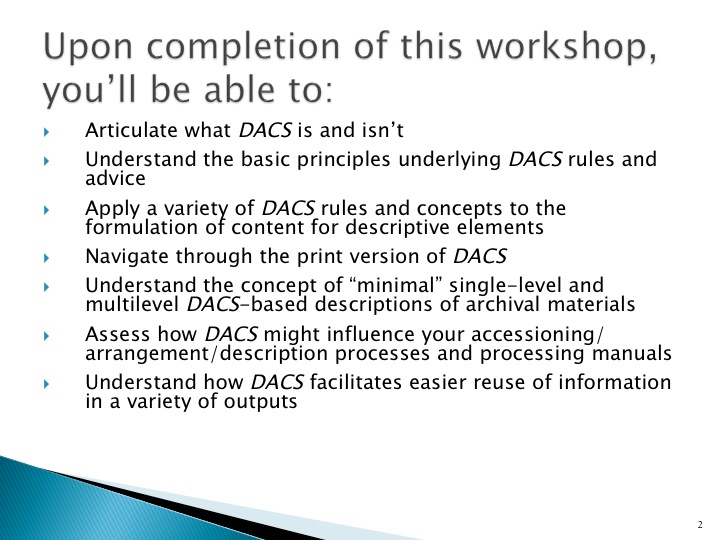 Upon completion of this workshop,
you’ll be able to:
Articulate what DACS is and isn’t
Understand the basic principles underlying DACS rules and
advice
Apply a variety of DACS rules and concepts to the
formulation of content for descriptive elements
Navigate through the print version of DACS
Understand the concept of “minimal” single-level and
multilevel DACS-based descriptions of archival materials
Assess how DACS might influence your accessioning/
arrangement/description processes and processing manuals
Understand how DACS facilitates easier reuse of information
in a variety of outputs
2